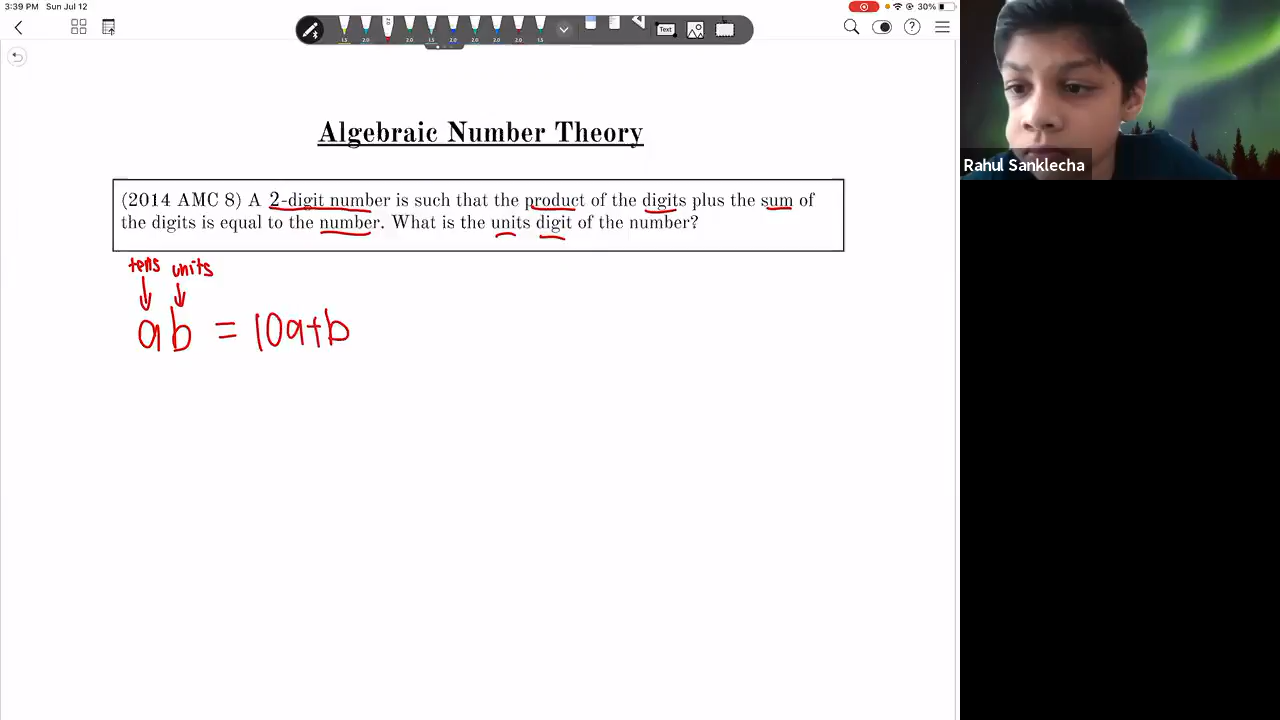 3:39 PM Sun Jul 12
30%
Text
Algebraic Number Theory
(2014 AMC 8) A 2-digit number is such that the product of the digits plus the sum of
the digits is equal to the number. What is the units digit of the number?
tens units
ab = 10a+b
Rahul Sanklecha